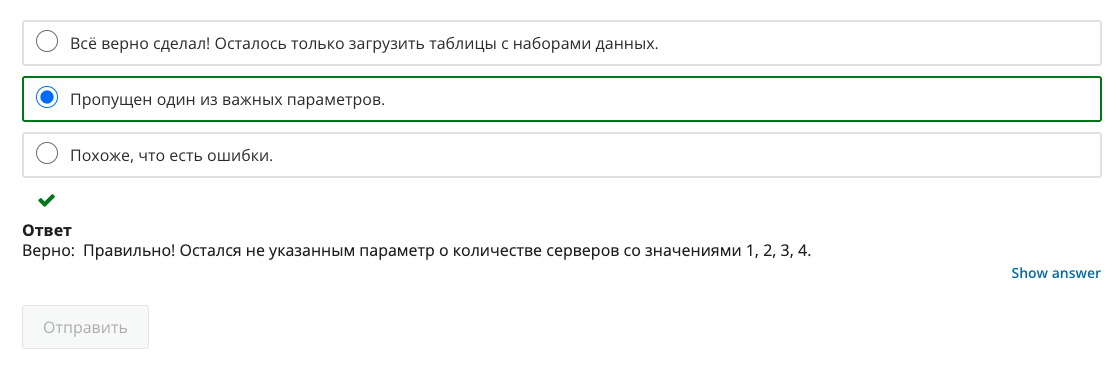 Всё верно сделал! Осталось только загрузить таблицы с наборами данных.
Пропущен один из важных параметров.
Похоже, что есть ошибки.
Ответ
Верно: Правильно! Остался не указанным параметр о количестве серверов со значениями 1, 2, 3, 4.
Show answer
Отправить